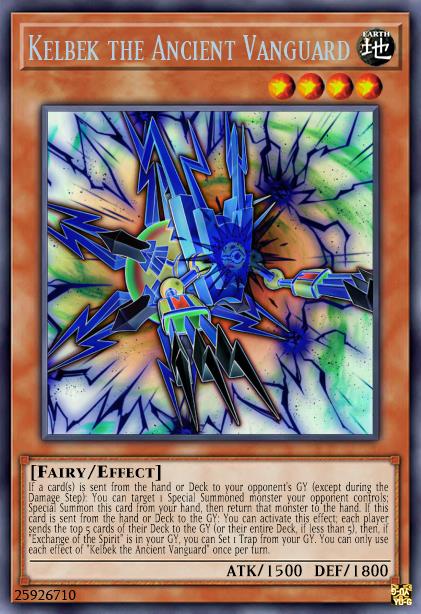 Kelbek the Ancient Vanguard
EARTH
地
[Fairy/Effect]
If a card(s) is sent from the hand or Deck to your opponent's GY (except during the
Damage Step): You can target 1 Special Summoned monster your opponent controls;
Special Summon this card from your hand, then return that monster to the hand. If this
card is sent from the hand or Deck to the GY: You can activate this effect; each player
sends the top 5 cards of their Deck to the GY (or their entire Deck, if less than 5), then, if
"Exchange of the Spirit" is in your GY, you can Set 1 Trap from your GY. You can only use
each effect of "Kelbek the Ancient Vanguard" once per turn.
ATK/1500 DEF/1800
25926710